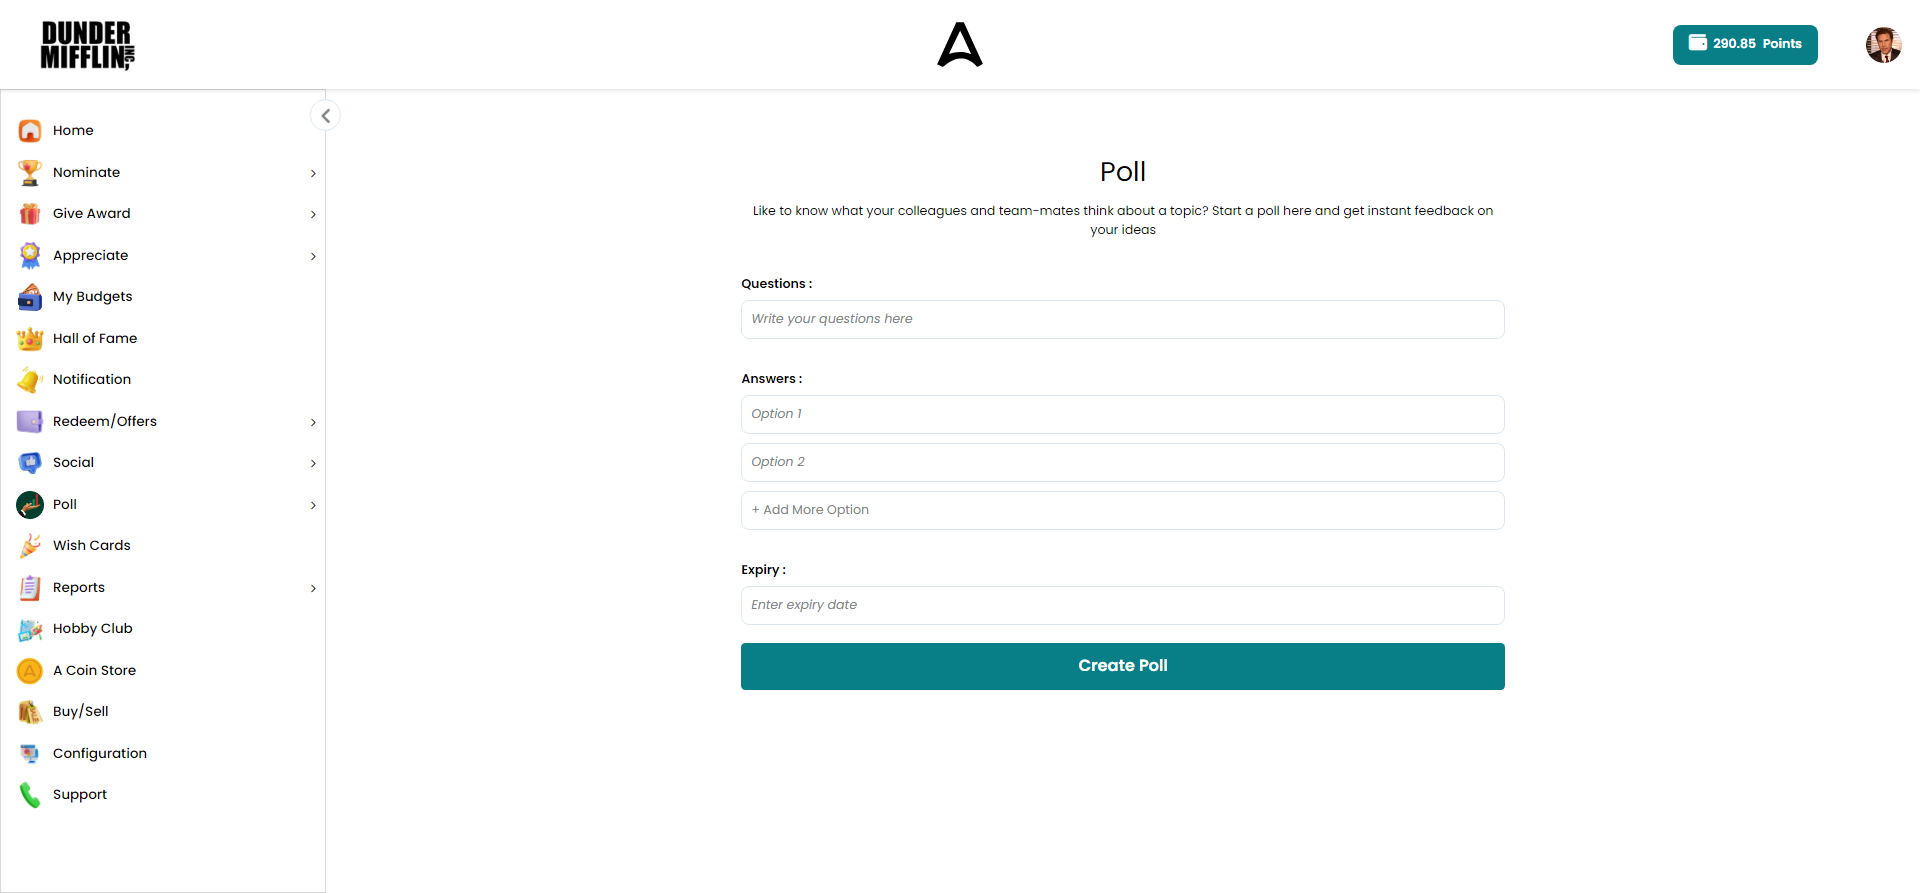 DUNDER
MIFFLIN INC,
290.85 Points
Home
Nominate
Give Award
Appreciate
My Budgets
Hall of Fame
Notification
Redeem/Offers
Social
Poll
Wish Cards
Reports
Hobby Club
A Coin Store
Buy/Sell
Configuration
Support
Poll
Like to know what your colleagues and team-mates think about a topic? Start a poll here and get instant feedback on
your ideas
Questions :
Write your questions here
Answers :
Option 1
Option 2
+ Add More Option
Expiry :
Enter expiry date
Create Poll